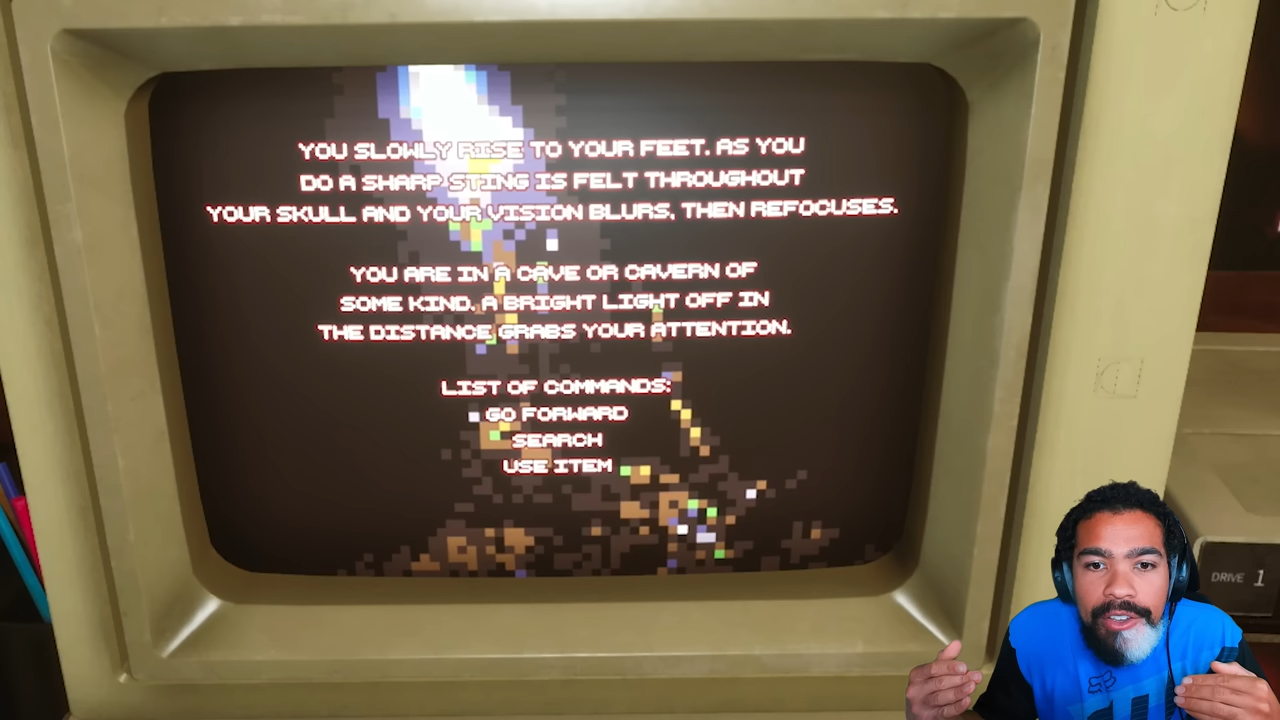 YOU SLOWLY RISE TO YOUR FEET. AS YOU
DO A SHARP STING IS FELT THROUGHOUT
YOUR SKULL AND YOUR VISION BLURS, THEN REFOCUSES.
YOU ARE IN A CAVE OR CAVERN OF
SOME KIND. A BRIGHT LIGHT OFF IN
THE DISTANCE GRABS YOUR ATTENTION.
LIST OF COMMANDS:
GO FORWARD
SEARCH
USE ITEM
DRIVE 1